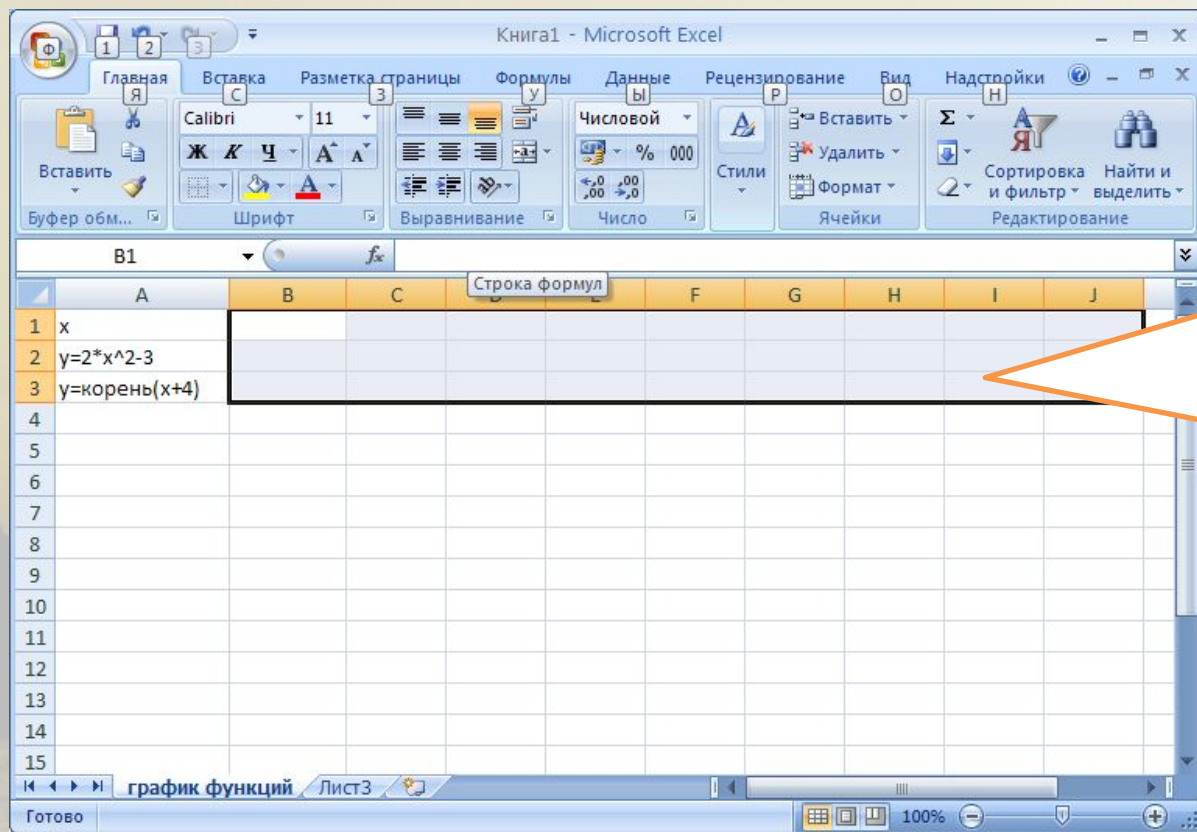 Книга1 - Microsoft Excel
Ф 1 2 3
Главная Вставка Разметка страницы Формулы Данные Рецензирование Вид Надстройки
Я С З У Ы Р О Н
Calibri 11 Числовой Σ
Вставить
Ж К Ч А А % 000
Стили
Вставить
Удалить
Формат
Сортировка и фильтр
Найти и выделить
Буфер обм... Шрифт Выравнивание Число Ячейки Редактирование
B1 fx
Строка формул
A B C F G H I J
1 x
2 y=2*x^2-3
3 y=корень(x+4)
4
5
6
7
8
9
10
11
12
13
14
15
график функций Лист3
Готово 100%